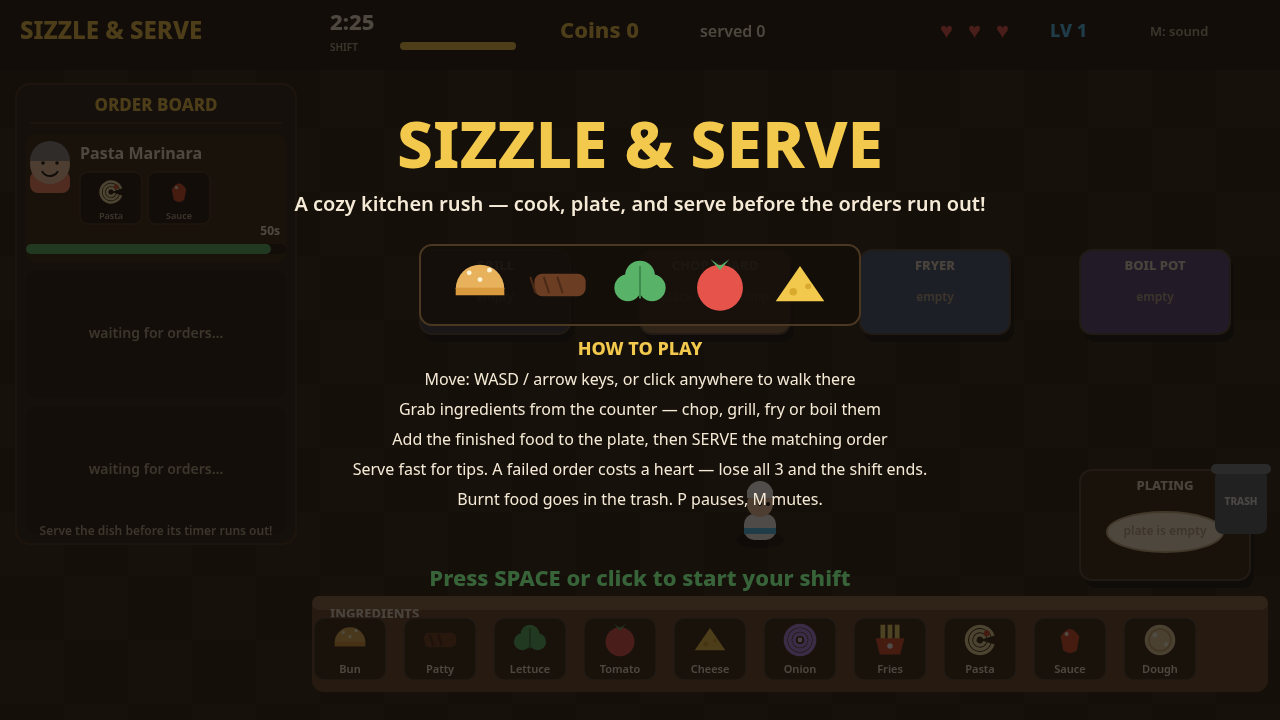 SIZZLE & SERVE
2:25
SHIFT
Coins 0
served 0
LV 1
M: sound
ORDER BOARD
Pasta Marinara
Pasta
Sauce
50s
waiting for orders...
waiting for orders...
Serve the dish before its timer runs out!
SIZZLE & SERVE
A cozy kitchen rush — cook, plate, and serve before the orders run out!
FRYER
empty
BOIL POT
empty
HOW TO PLAY
Move: WASD / arrow keys, or click anywhere to walk there
Grab ingredients from the counter — chop, grill, fry or boil them
Add the finished food to the plate, then SERVE the matching order
Serve fast for tips. A failed order costs a heart — lose all 3 and the shift ends.
Burnt food goes in the trash. P pauses, M mutes.
PLATING
plate is empty
TRASH
Press SPACE or click to start your shift
INGREDIENTS
Bun
Patty
Lettuce
Tomato
Cheese
Onion
Fries
Pasta
Sauce
Dough